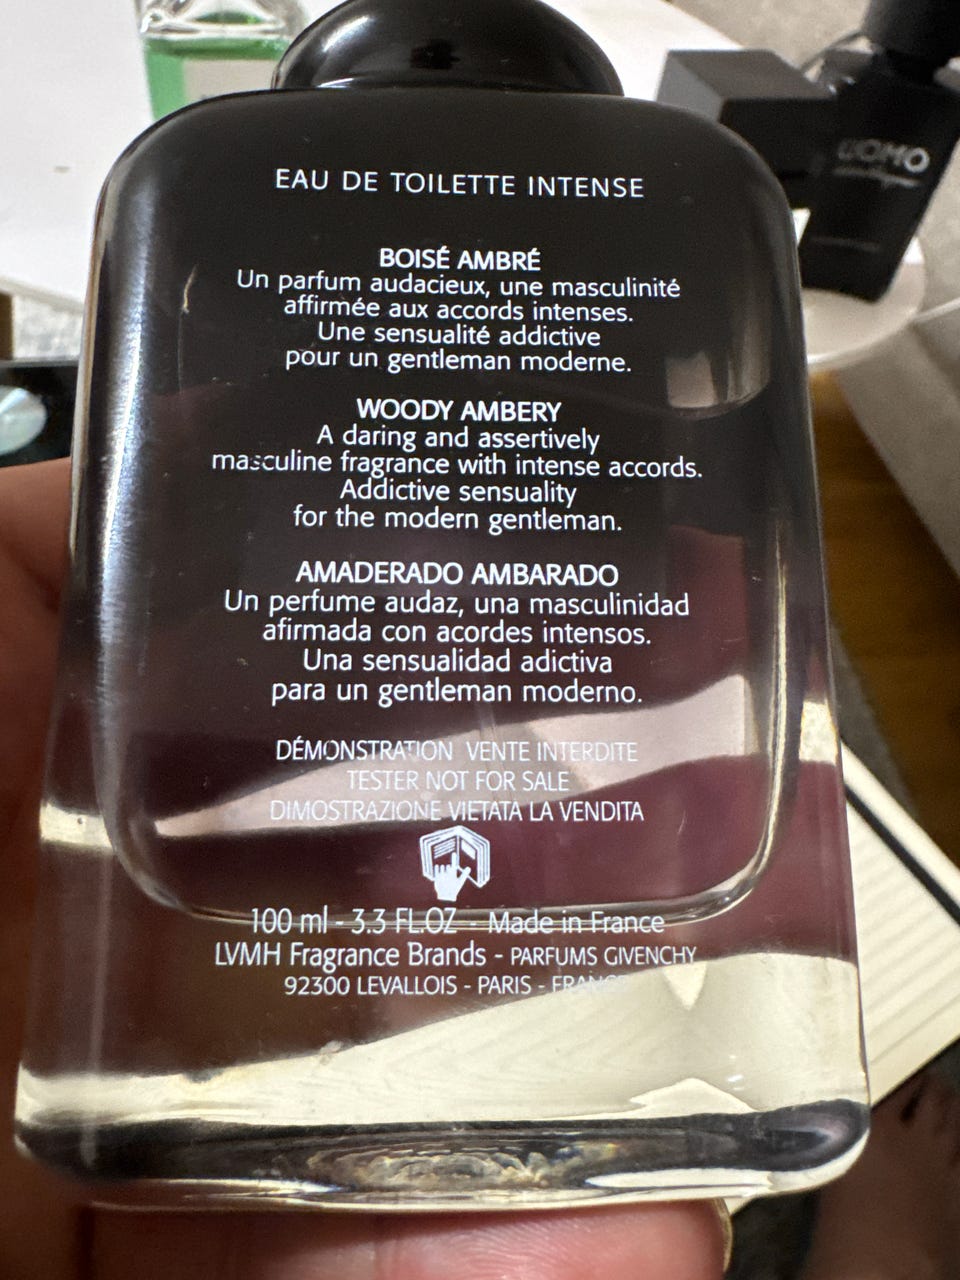 EAU DE TOILETTE INTENSE
BOISÉ AMBRÉ
Un parfum audacieux, une masculinité
affirmée aux accords intenses.
Une sensualité addictive
pour un gentleman moderne.
WOODY AMBERY
A daring and assertively
masculine fragrance with intense accords.
Addictive sensuality
for the modern gentleman.
AMADERADO AMBARADO
Un perfume audaz, una masculinidad
afirmada con acordes intensos.
Una sensualidad adictiva
para un gentleman moderno.
DÉMONSTRATION VENTE INTERDITE
TESTER NOT FOR SALE
DIMOSTRAZIONE VIETATA LA VENDITA
100 ml - 3.3 FL.OZ - Made in France
LVMH Fragrance Brands - PARFUMS GIVENCHY
92300 LEVALLOIS - PARIS - FRANCE
UOMO